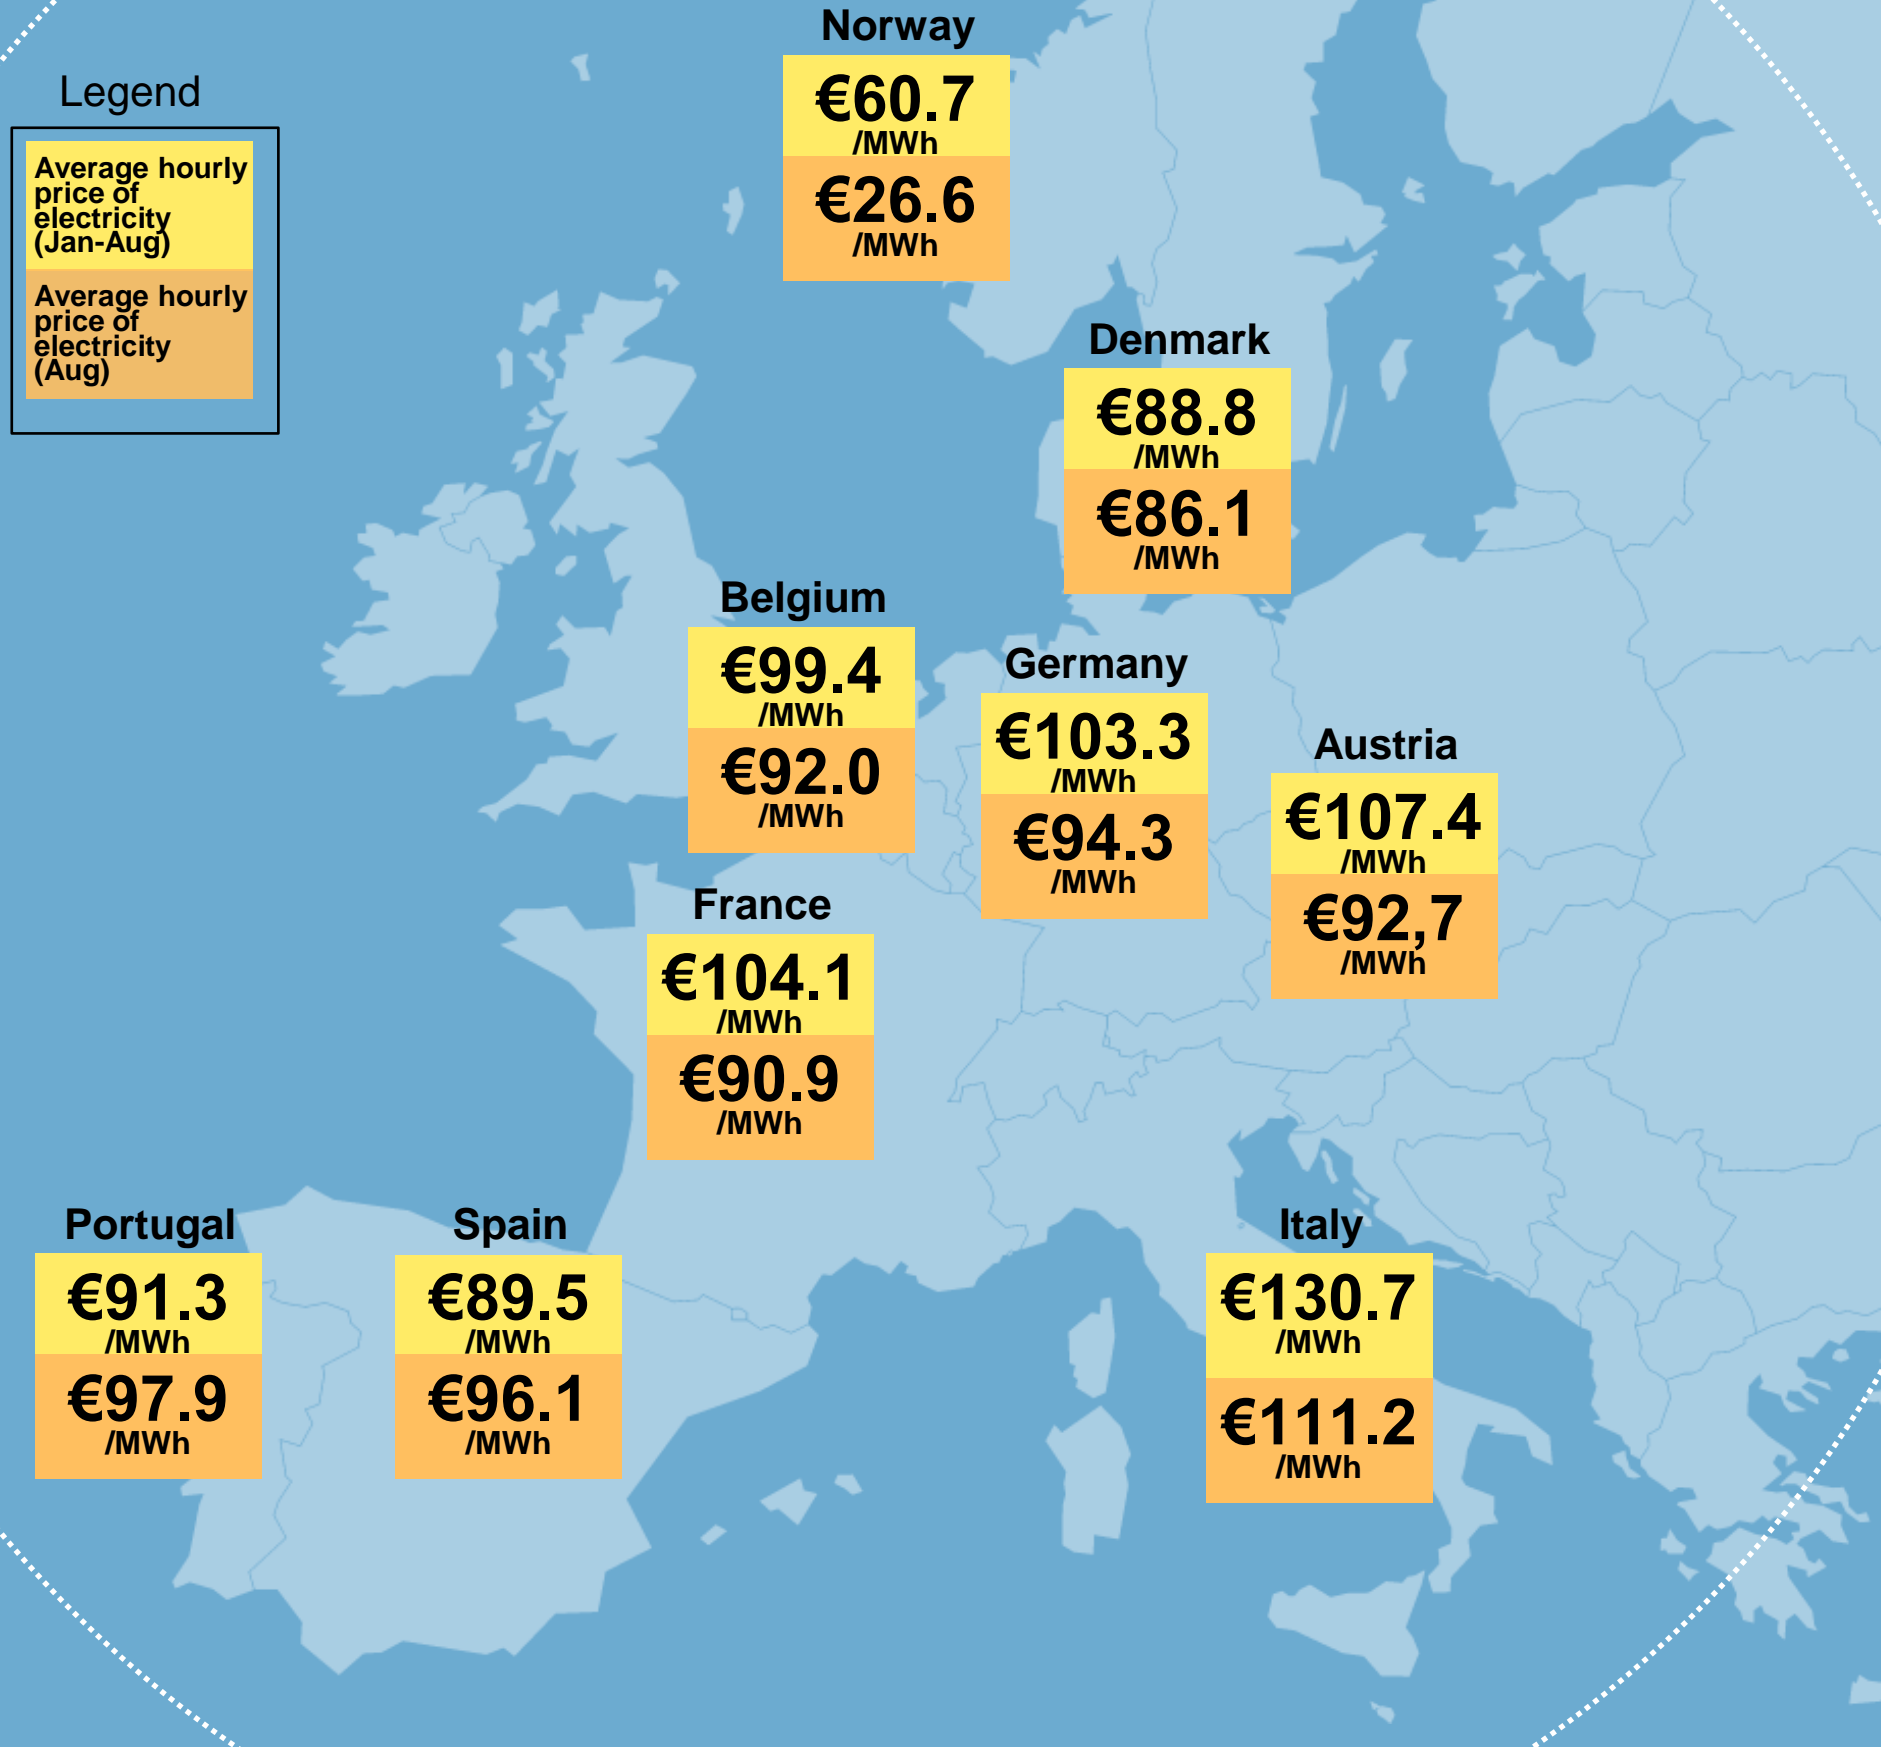 Norway
€60.7
/MWh
€26.6
/MWh
Legend
Average hourly
price of
electricity
(Jan-Aug)
Average hourly
price of
electricity
(Aug)
Denmark
€88.8
/MWh
€86.1
/MWh
Belgium
€99.4
/MWh
€92.0
/MWh
Germany
€103.3
/MWh
€94.3
/MWh
Austria
€107.4
/MWh
€92,7
/MWh
France
€104.1
/MWh
€90.9
/MWh
Portugal
€91.3
/MWh
€97.9
/MWh
Spain
€89.5
/MWh
€96.1
/MWh
Italy
€130.7
/MWh
€111.2
/MWh